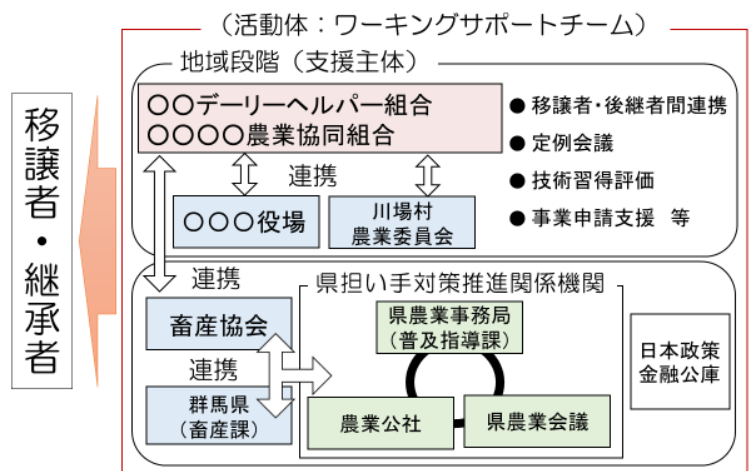 （活動体：ワーキングサポートチーム）
地域段階（支援主体）
〇〇デーリーヘルパー組合
〇〇〇〇農業協同組合
連携
〇〇〇役場
川場村
農業委員会
● 移譲者・後継者間連携
● 定例会議
● 技術習得評価
● 事業申請支援 等
移譲者・継承者
連携
畜産協会
連携
群馬県
（畜産課）
県担い手対策推進関係機関
県農業事務局
（普及指導課）
農業公社
県農業会議
日本政策
金融公庫